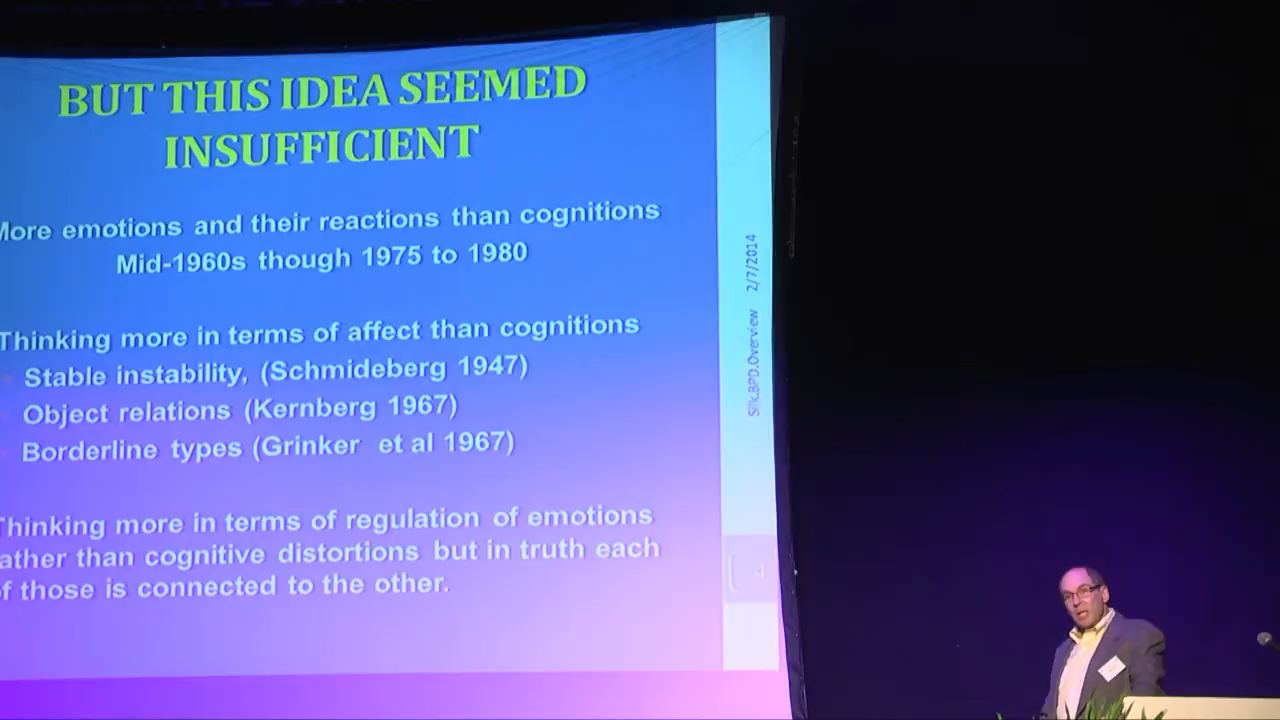 BUT THIS IDEA SEEMED
INSUFFICIENT
More emotions and their reactions than cognitions
Mid-1960s though 1975 to 1980
Thinking more in terms of affect than cognitions
Stable instability, (Schmideberg 1947)
Object relations (Kernberg 1967)
Borderline types (Grinker et al 1967)
Thinking more in terms of regulation of emotions
ather than cognitive distortions but in truth each
of those is connected to the other.
Silk.BPD.Overview 2/7/2014
4